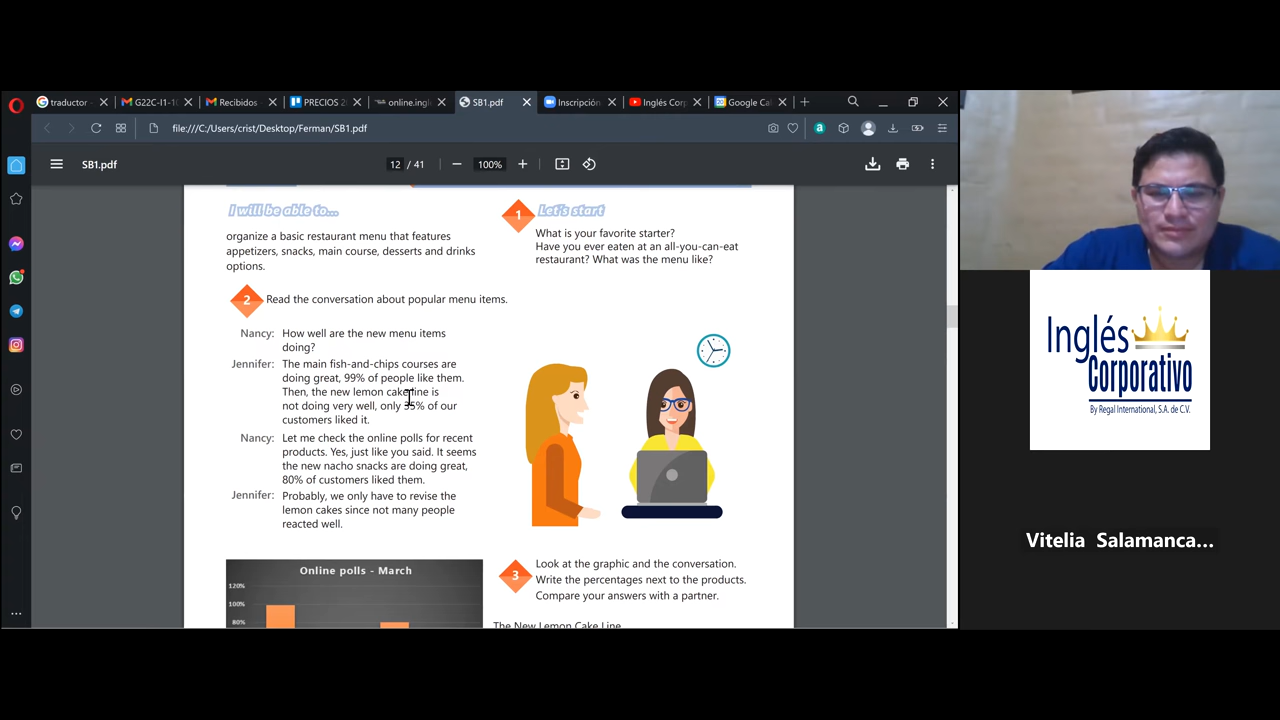 traductor
G22C-I1-1
Recibidos
PRECIOS 2
online.ingl
SB1.pdf
Inscripción
Inglés Corp
Google Cal
file:///C:/Users/crist/Desktop/Ferman/SB1.pdf
SB1.pdf
12 / 41
100%
I will be able to...
organize a basic restaurant menu that features
appetizers, snacks, main course, desserts and drinks
options.
1
Let's start
What is your favorite starter?
Have you ever eaten at an all-you-can-eat
restaurant? What was the menu like?
2
Read the conversation about popular menu items.
Nancy: How well are the new menu items
doing?
Jennifer: The main fish-and-chips courses are
doing great, 99% of people like them.
Then, the new lemon cake line is
not doing very well, only 35% of our
customers liked it.
Nancy: Let me check the online polls for recent
products. Yes, just like you said. It seems
the new nacho snacks are doing great,
80% of customers liked them.
Jennifer: Probably, we only have to revise the
lemon cakes since not many people
reacted well.
Online polls - March
120%
100%
80%
3
Look at the graphic and the conversation.
Write the percentages next to the products.
Compare your answers with a partner.
The New Lemon Cake Line
Inglés
Corporativo
By Regal International, S.A. de C.V.
Vitelia Salamanca...